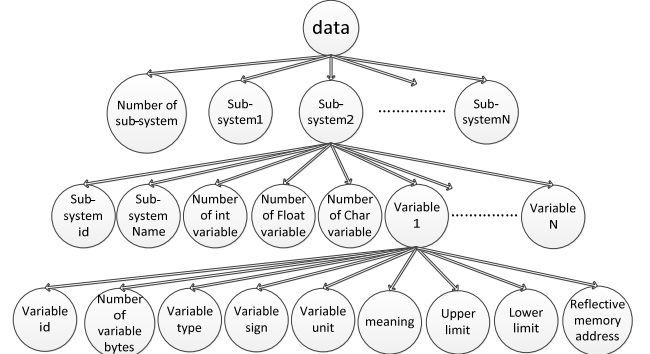 data
Number of
sub-system
Sub-
system1
Sub-
system2
................
Sub-
systemN
Sub-
system
id
Sub-
system
Name
Number
of int
variable
Number
of Float
variable
Number
of Char
variable
Variable
1
................
Variable
N
Variable
id
Number
of
variable
bytes
Variable
type
Variable
sign
Variable
unit
meaning
Upper
limit
Lower
limit
Reflective
memory
address